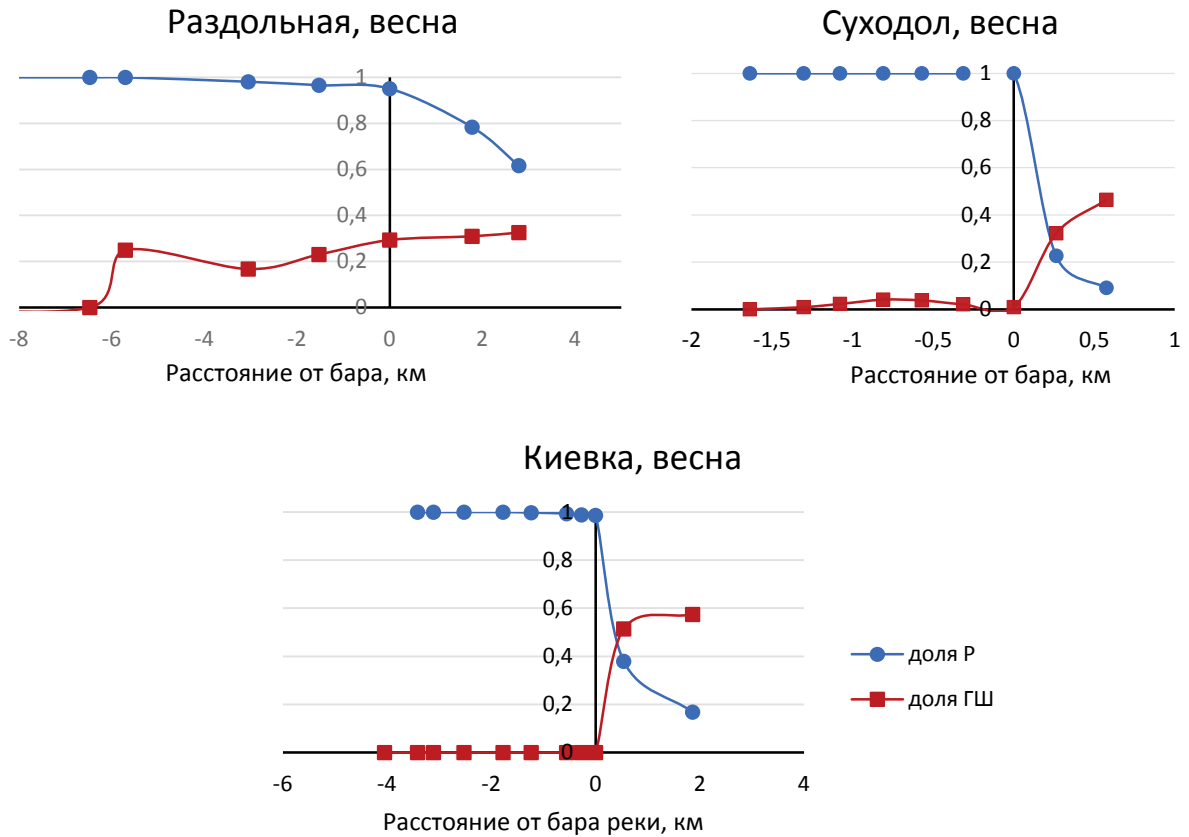 Раздольная, весна
1
0,8
0,6
0,4
0,2
0
-8 -6 -4 -2 0 2 4
Расстояние от бара, км
Суходол, весна
1
0,8
0,6
0,4
0,2
0
-2 -1,5 -1 -0,5 0 0,5 1
Расстояние от бара, км
Киевка, весна
1
0,8
0,6
0,4
0,2
0
-6 -4 -2 0 2 4
Расстояние от бара реки, км
доля Р
доля ГШ